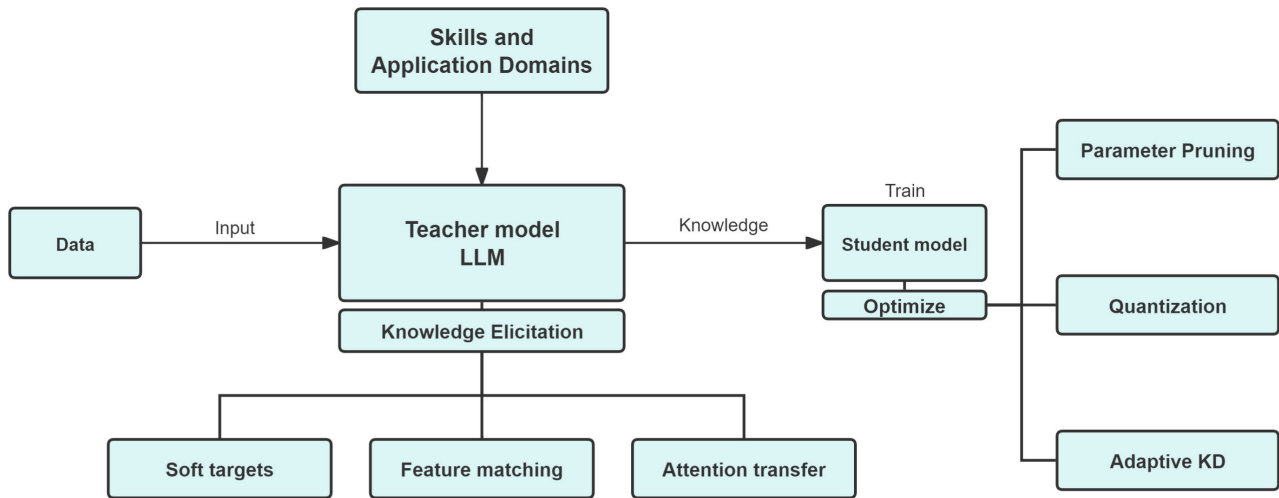 Skills and
Application Domains
Parameter Pruning
Train
Data
Input
Teacher model
LLM
Knowledge
Student model
Optimize
Quantization
Knowledge Elicitation
Soft targets
Feature matching
Attention transfer
Adaptive KD